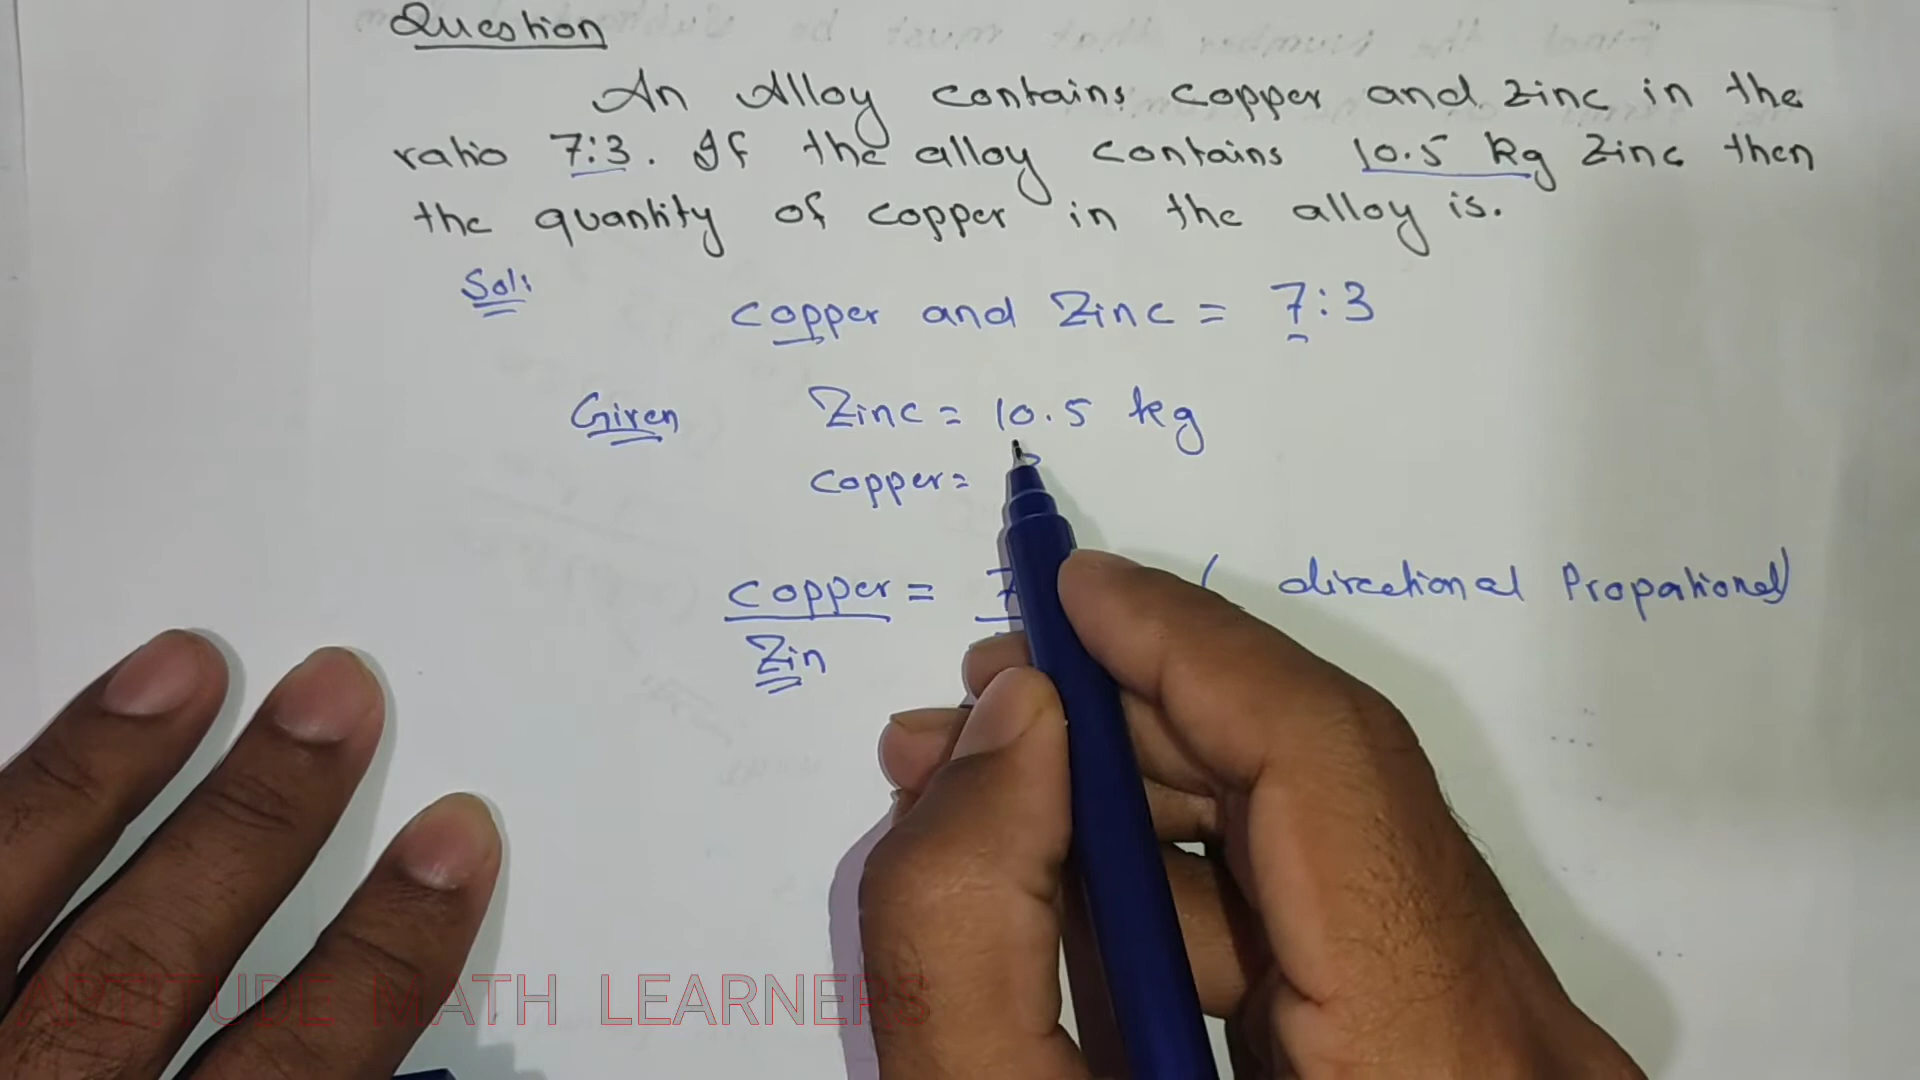 Question
An Alloy contains copper and zinc in the
ratio 7:3. If the alloy contains 10.5 kg Zinc then
the quantity of copper in the alloy is.
Sol:
copper and Zinc = 7:3
Given Zinc = 10.5 kg
copper =
copper = 7 ( directional Propational)
Zin
APTITUDE MATH LEARNERS